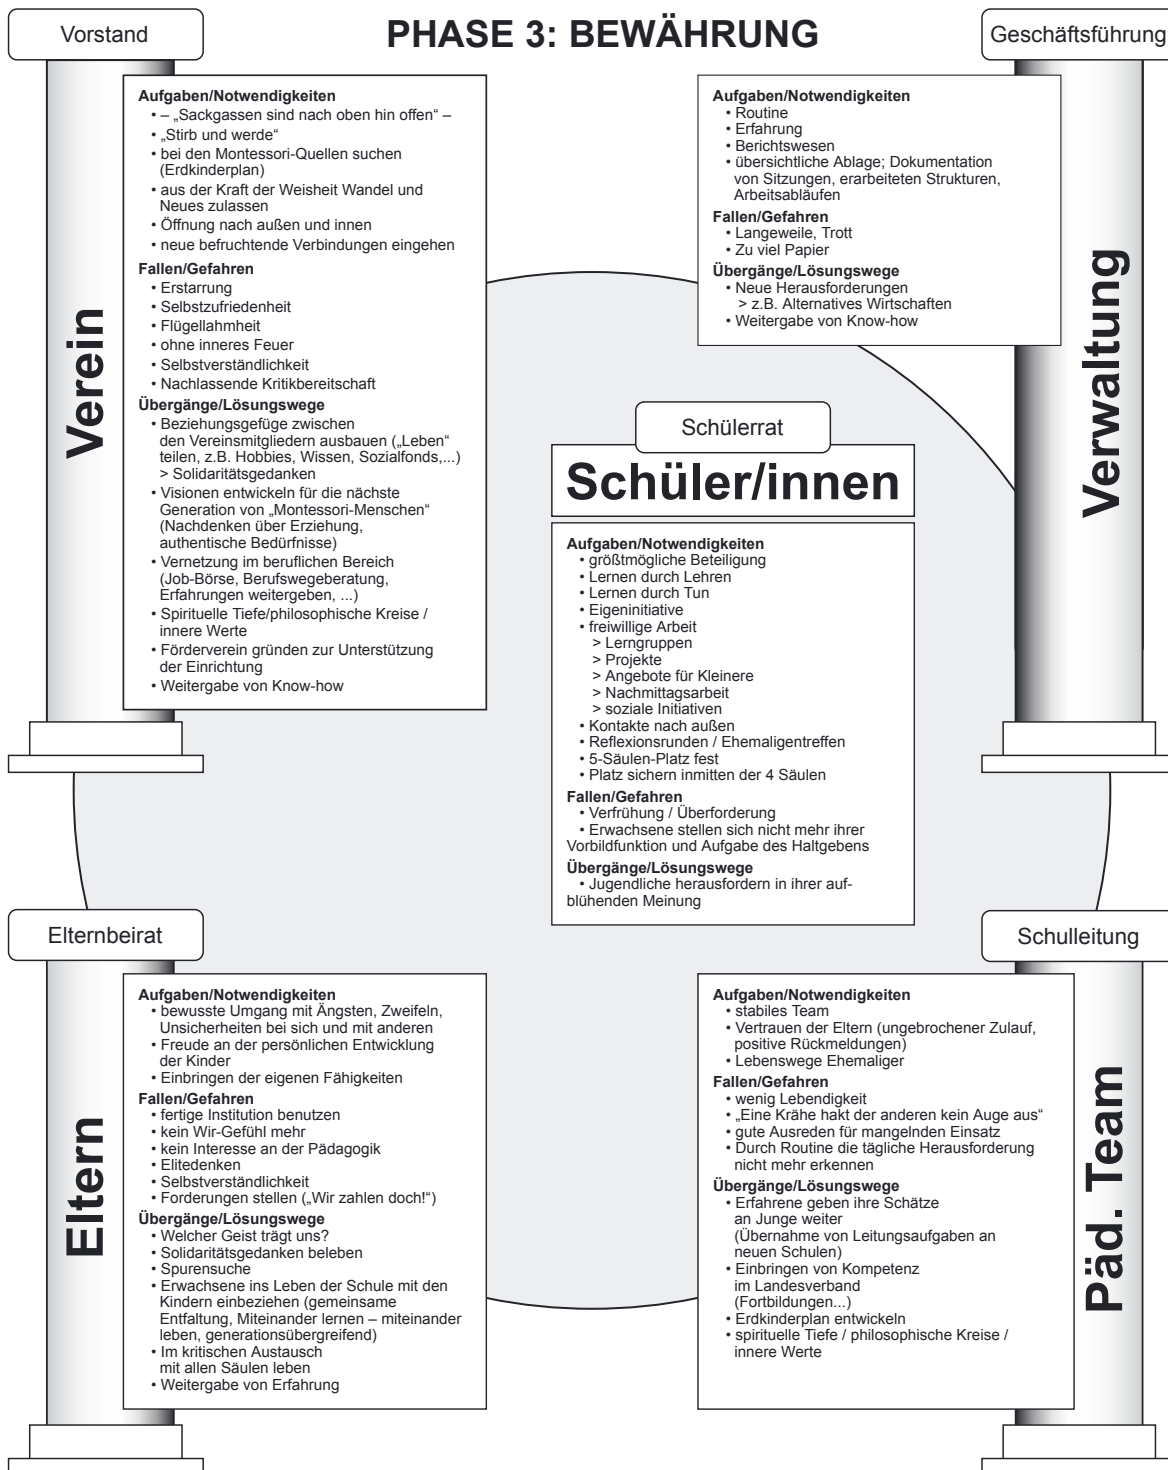 PHASE 3: BEWÄHRUNG
Vorstand
Verein
Aufgaben/Notwendigkeiten
• – „Sackgassen sind nach oben hin offen“ –
• „Stirb und werde“
• bei den Montessori-Quellen suchen
(Erdkinderplan)
• aus der Kraft der Weisheit Wandel und
Neues zulassen
• Öffnung nach außen und innen
• neue befruchtende Verbindungen eingehen
Fallen/Gefahren
• Erstarrung
• Selbstzufriedenheit
• Flügellahmheit
• ohne inneres Feuer
• Selbstverständlichkeit
• Nachlassende Kritikbereitschaft
Übergänge/Lösungswege
• Beziehungsgefüge zwischen
den Vereinsmitgliedern ausbauen („Leben“
teilen, z.B. Hobbies, Wissen, Sozialfonds,...)
> Solidaritätsgedanken
• Visionen entwickeln für die nächste
Generation von „Montessori-Menschen“
(Nachdenken über Erziehung,
authentische Bedürfnisse)
• Vernetzung im beruflichen Bereich
(Job-Börse, Berufswegeberatung,
Erfahrungen weitergeben, ...)
• Spirituelle Tiefe/philosophische Kreise /
innere Werte
• Förderverein gründen zur Unterstützung
der Einrichtung
• Weitergabe von Know-how
Geschäftsführung
Verwaltung
Aufgaben/Notwendigkeiten
• Routine
• Erfahrung
• Berichtswesen
• übersichtliche Ablage; Dokumentation
von Sitzungen, erarbeiteten Strukturen,
Arbeitsabläufen
Fallen/Gefahren
• Langeweile, Trott
• Zu viel Papier
Übergänge/Lösungswege
• Neue Herausforderungen
> z.B. Alternatives Wirtschaften
• Weitergabe von Know-how
Schülerrat
Schüler/innen
Aufgaben/Notwendigkeiten
• größtmögliche Beteiligung
• Lernen durch Lehren
• Lernen durch Tun
• Eigeninitiative
• freiwillige Arbeit
> Lerngruppen
> Projekte
> Angebote für Kleinere
> Nachmittagsarbeit
> soziale Initiativen
• Kontakte nach außen
• Reflexionsrunden / Ehemaligentreffen
• 5-Säulen-Platz fest
• Platz sichern inmitten der 4 Säulen
Fallen/Gefahren
• Verfrühung / Überforderung
• Erwachsene stellen sich nicht mehr ihrer
Vorbildfunktion und Aufgabe des Haltgebens
Übergänge/Lösungswege
• Jugendliche herausfordern in ihrer auf-
blühenden Meinung
Elternbeirat
Eltern
Aufgaben/Notwendigkeiten
• bewusste Umgang mit Ängsten, Zweifeln,
Unsicherheiten bei sich und mit anderen
• Freude an der persönlichen Entwicklung
der Kinder
• Einbringen der eigenen Fähigkeiten
Fallen/Gefahren
• fertige Institution benutzen
• kein Wir-Gefühl mehr
• kein Interesse an der Pädagogik
• Elitedenken
• Selbstverständlichkeit
• Forderungen stellen („Wir zahlen doch!“)
Übergänge/Lösungswege
• Welcher Geist trägt uns?
• Solidaritätsgedanken beleben
• Spurensuche
• Erwachsene ins Leben der Schule mit den
Kindern einbeziehen (gemeinsame
Entfaltung, Miteinander lernen – miteinander
leben, generationsübergreifend)
• Im kritischen Austausch
mit allen Säulen leben
• Weitergabe von Erfahrung
Schulleitung
Päd. Team
Aufgaben/Notwendigkeiten
• stabiles Team
• Vertrauen der Eltern (ungebrochener Zulauf,
positive Rückmeldungen)
• Lebenswege Ehemaliger
Fallen/Gefahren
• wenig Lebendigkeit
• „Eine Krähe hakt der anderen kein Auge aus“
• gute Ausreden für mangelnden Einsatz
• Durch Routine die tägliche Herausforderung
nicht mehr erkennen
Übergänge/Lösungswege
• Erfahrene geben ihre Schätze
an Junge weiter
(Übernahme von Leitungsaufgaben an
neuen Schulen)
• Einbringen von Kompetenz
im Landesverband
(Fortbildungen...)
• Erdkinderplan entwickeln
• spirituelle Tiefe / philosophische Kreise /
innere Werte